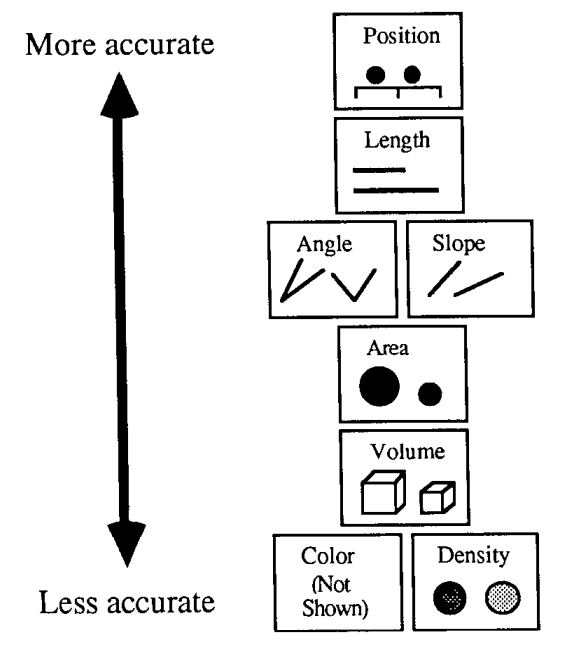 More accurate
Position
Length
Angle
Slope
Area
Volume
Color
(Not
Shown)
Density
Less accurate